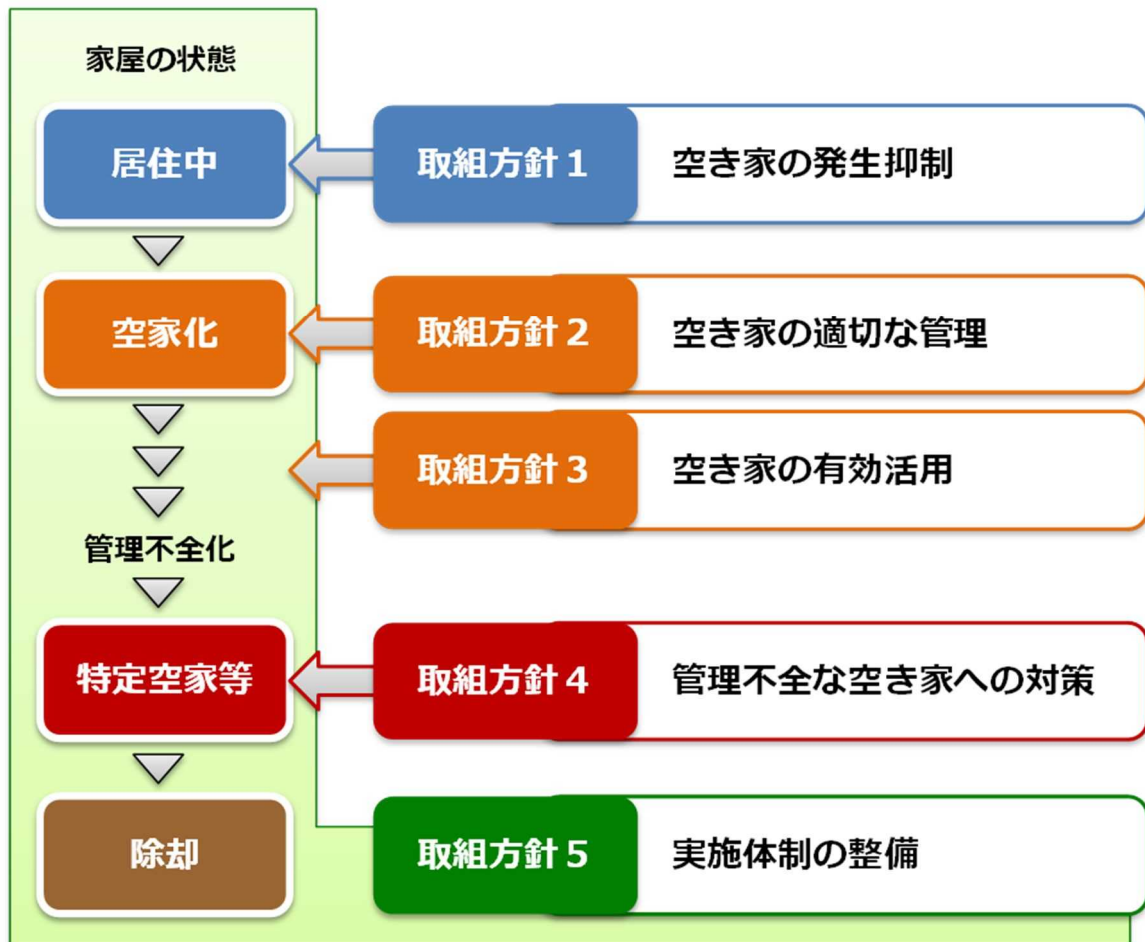 家屋の状態
居住中
取組方針１
空き家の発生抑制
空家化
取組方針２
空き家の適切な管理
取組方針３
空き家の有効活用
管理不全化
特定空家等
取組方針４
管理不全な空き家への対策
除却
取組方針５
実施体制の整備